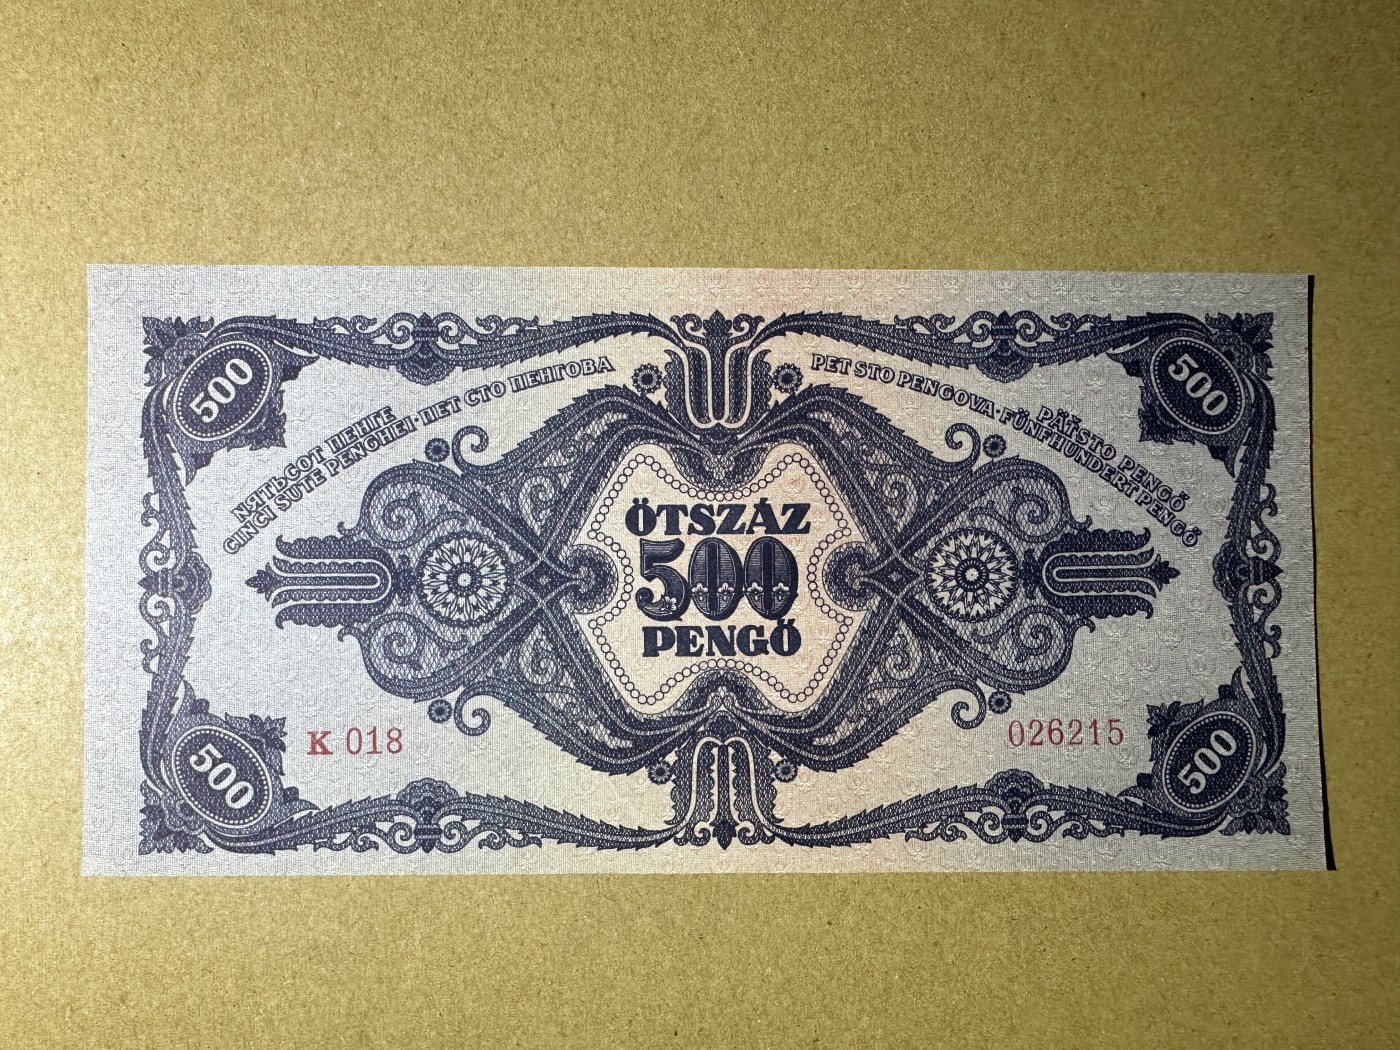 500
500
НЯТЬСОТ ПЕНГЕ
CINCI SUTE PENGHEI·ПЕТ СТО ПЕНГОВА
PET STO PENGOVA·FÜNFHUNDERT PENGŐ
PÄŤSTO PENGŐ
ÖTSZÁZ
500
PENGŐ
K 018
026215
500
500